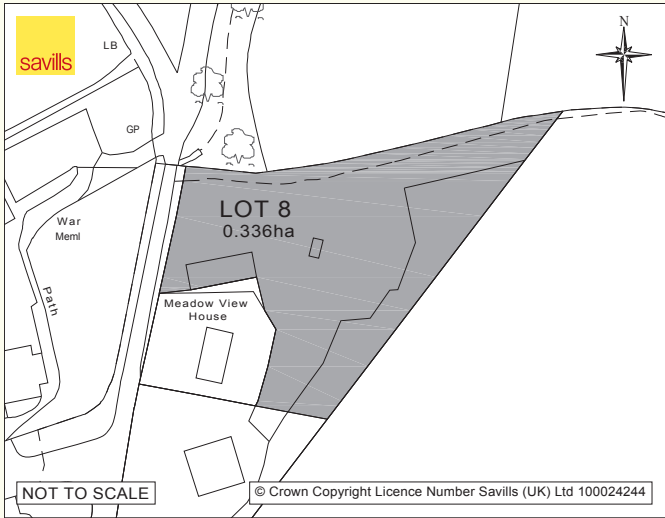 savills
LB
N
GP
LOT 8
0.336ha
War
Meml
Path
Meadow View
House
NOT TO SCALE
© Crown Copyright Licence Number Savills (UK) Ltd 100024244